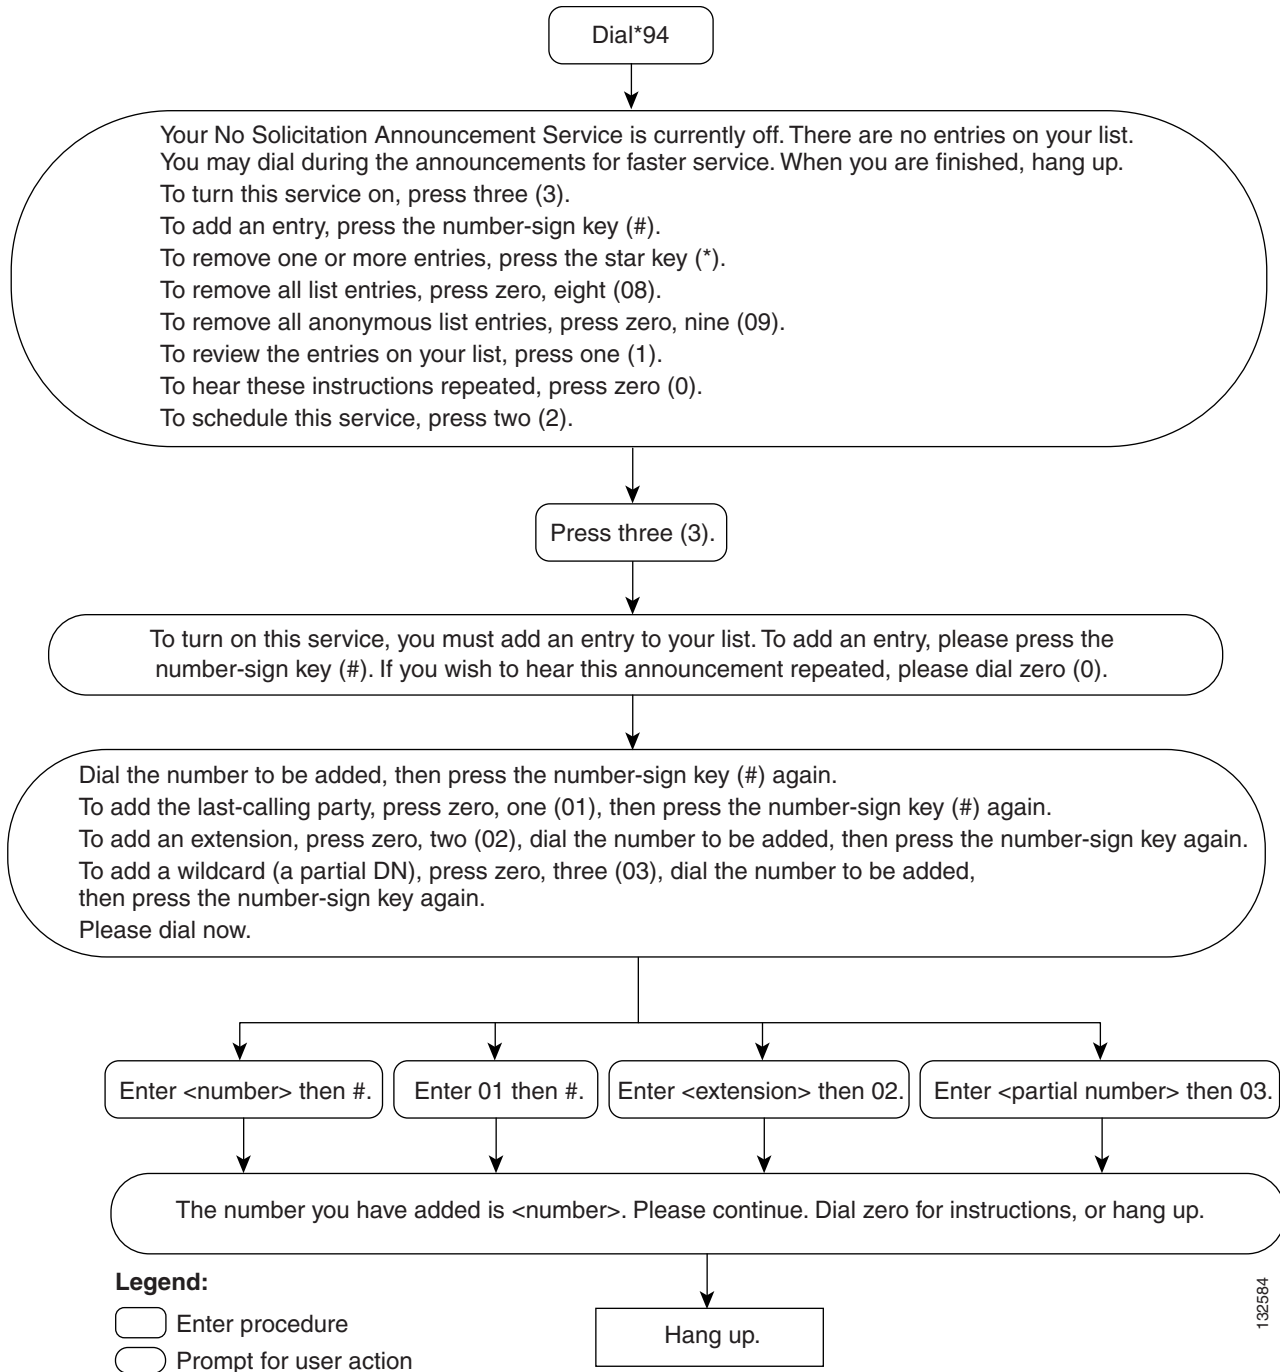 Dial*94
Your No Solicitation Announcement Service is currently off. There are no entries on your list.
You may dial during the announcements for faster service. When you are finished, hang up.
To turn this service on, press three (3).
To add an entry, press the number-sign key (#).
To remove one or more entries, press the star key (*).
To remove all list entries, press zero, eight (08).
To remove all anonymous list entries, press zero, nine (09).
To review the entries on your list, press one (1).
To hear these instructions repeated, press zero (0).
To schedule this service, press two (2).
Press three (3).
To turn on this service, you must add an entry to your list. To add an entry, please press the
number-sign key (#). If you wish to hear this announcement repeated, please dial zero (0).
Dial the number to be added, then press the number-sign key (#) again.
To add the last-calling party, press zero, one (01), then press the number-sign key (#) again.
To add an extension, press zero, two (02), dial the number to be added, then press the number-sign key again.
To add a wildcard (a partial DN), press zero, three (03), dial the number to be added,
then press the number-sign key again.
Please dial now.
Enter <number> then #.
Enter 01 then #.
Enter <extension> then 02.
Enter <partial number> then 03.
The number you have added is <number>. Please continue. Dial zero for instructions, or hang up.
Legend:
Enter procedure
Prompt for user action
Hang up.
132584